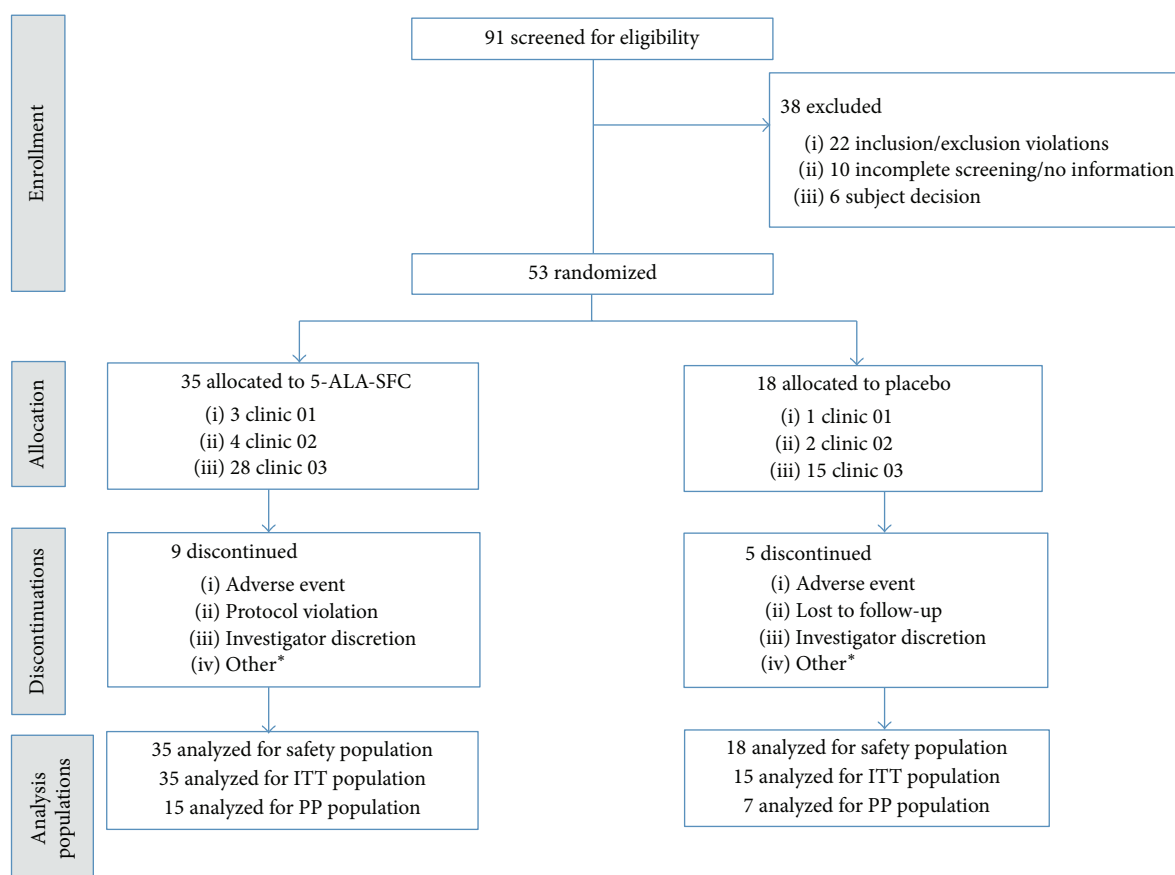 Enrollment
91 screened for eligibility
38 excluded
(i) 22 inclusion/exclusion violations
(ii) 10 incomplete screening/no information
(iii) 6 subject decision
53 randomized
Allocation
35 allocated to 5-ALA-SFC
(i) 3 clinic 01
(ii) 4 clinic 02
(iii) 28 clinic 03
18 allocated to placebo
(i) 1 clinic 01
(ii) 2 clinic 02
(iii) 15 clinic 03
Discontinuations
9 discontinued
(i) Adverse event
(ii) Protocol violation
(iii) Investigator discretion
(iv) Other*
5 discontinued
(i) Adverse event
(ii) Lost to follow-up
(iii) Investigator discretion
(iv) Other*
Analysis
populations
35 analyzed for safety population
35 analyzed for ITT population
15 analyzed for PP population
18 analyzed for safety population
15 analyzed for ITT population
7 analyzed for PP population